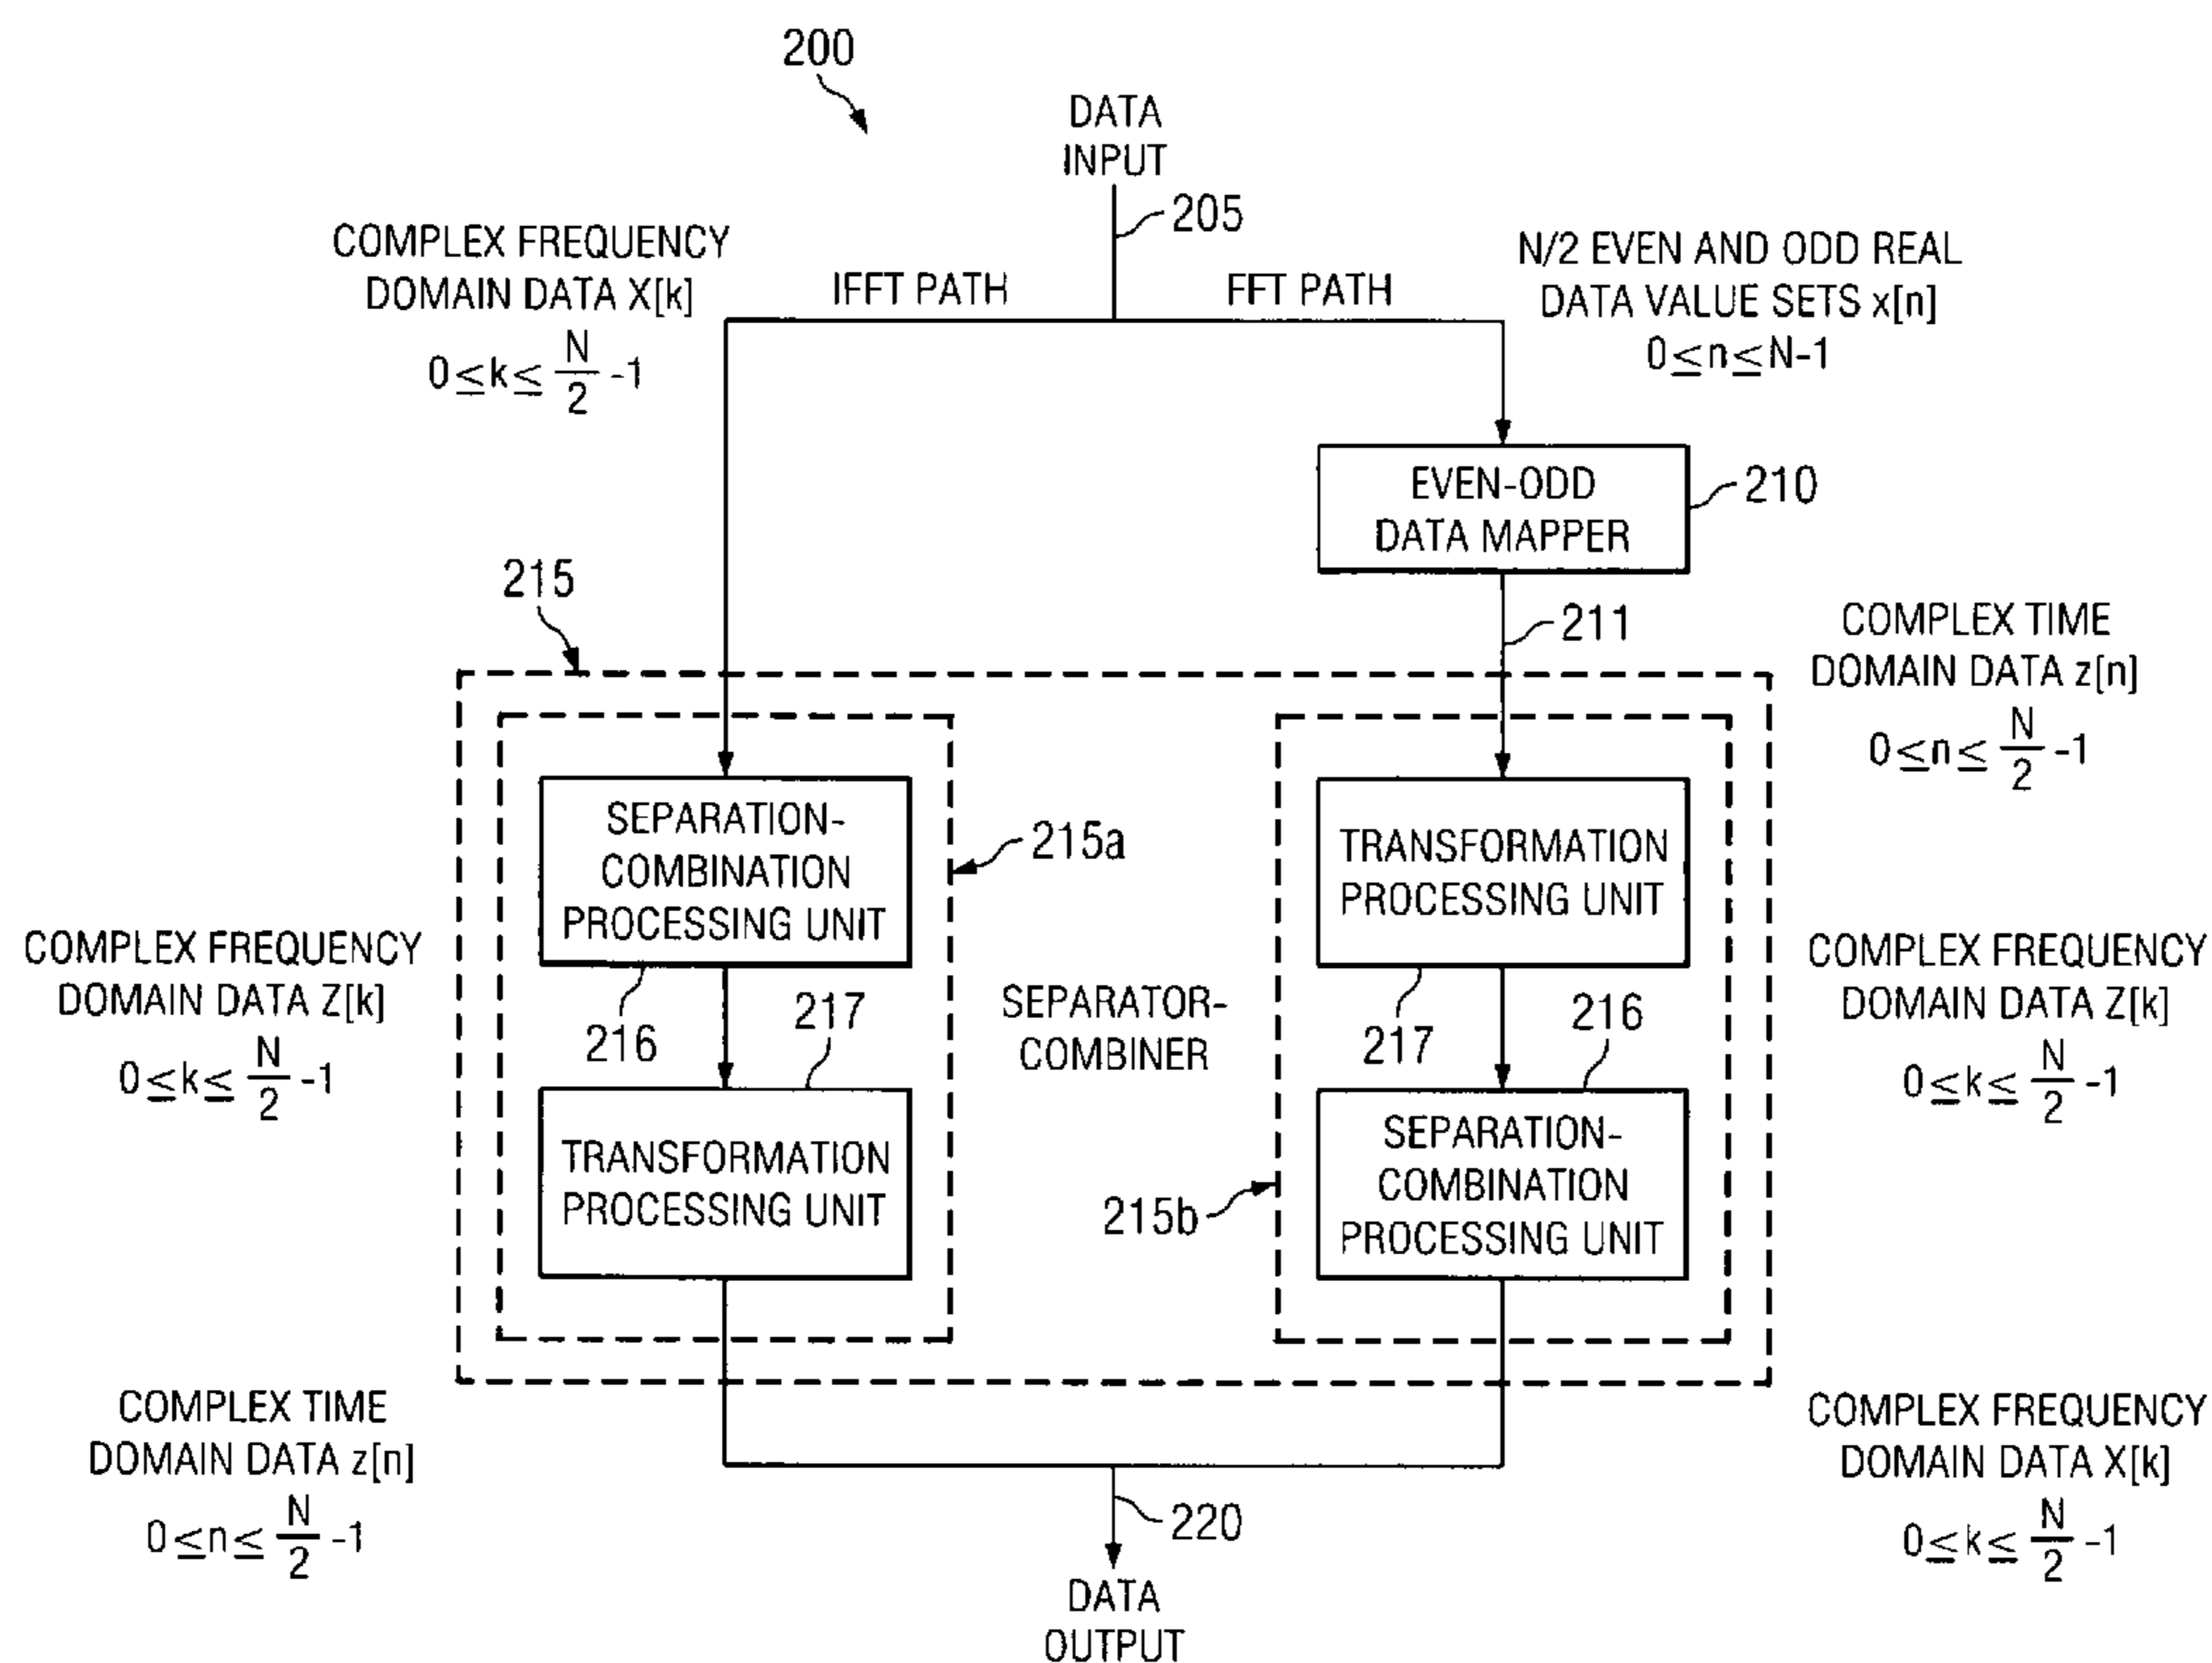 200
DATA
INPUT
205
COMPLEX FREQUENCY
DOMAIN DATA X[k]
0≤k≤ N/2 -1
IFFT PATH
FFT PATH
N/2 EVEN AND ODD REAL
DATA VALUE SETS x[n]
0≤n≤N-1
EVEN-ODD
DATA MAPPER
210
215
211
COMPLEX TIME
DOMAIN DATA z[n]
0≤n≤ N/2 -1
SEPARATION-
COMBINATION
PROCESSING UNIT
215a
TRANSFORMATION
PROCESSING UNIT
COMPLEX FREQUENCY
DOMAIN DATA Z[k]
0≤k≤ N/2 -1
216
217
SEPARATOR-
COMBINER
217
216
COMPLEX FREQUENCY
DOMAIN DATA Z[k]
0≤k≤ N/2 -1
TRANSFORMATION
PROCESSING UNIT
215b
SEPARATION-
COMBINATION
PROCESSING UNIT
COMPLEX TIME
DOMAIN DATA z[n]
0≤n≤ N/2 -1
COMPLEX FREQUENCY
DOMAIN DATA X[k]
0≤k≤ N/2 -1
220
DATA
OUTPUT